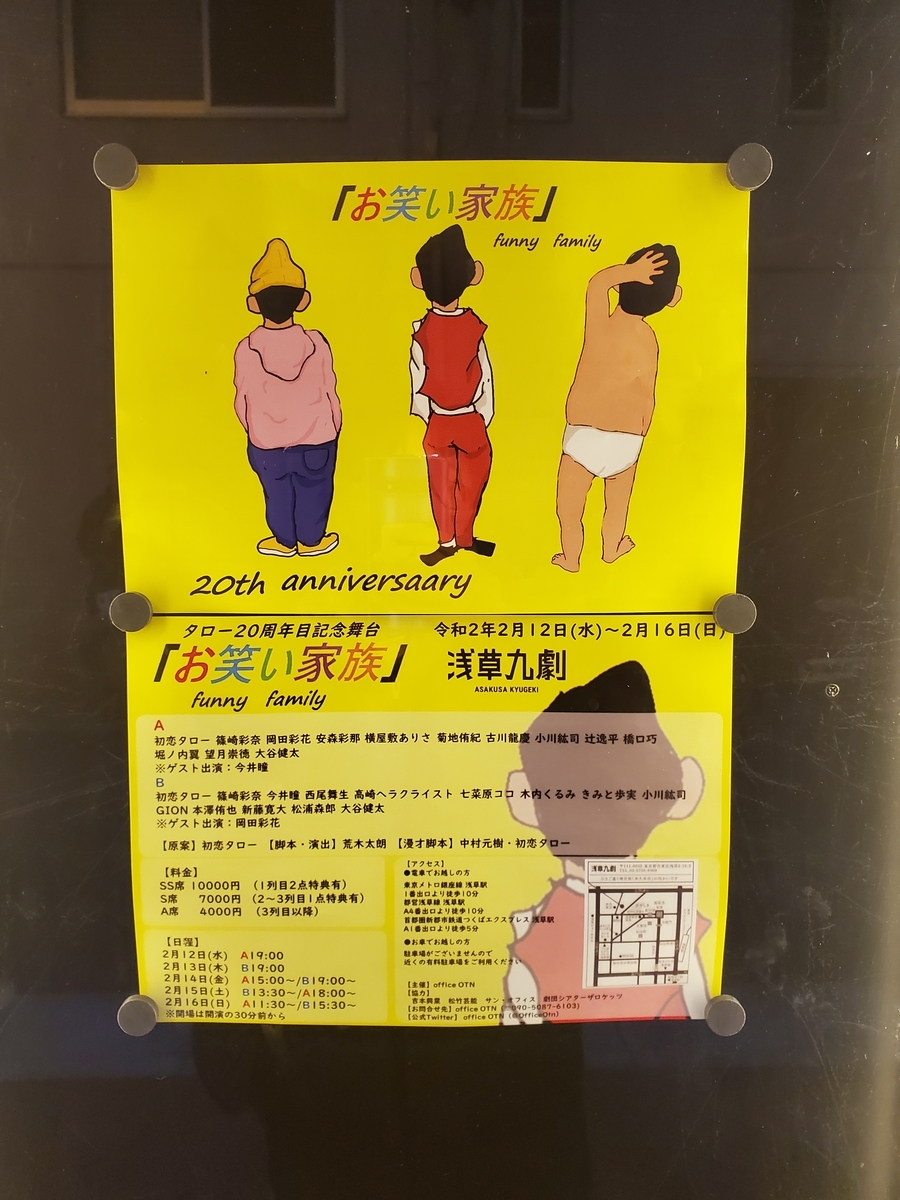 「お笑い家族」
funny family
20th anniversaary
タロー20周年目記念舞台
令和2年2月12日(水)～2月16日(日)
「お笑い家族」
浅草九劇
ASAKUSA KYUGEKI
funny family
A
初恋タロー 篠崎彩奈 岡田彩花 安森彩那 横屋敷ありさ 菊地侑紀 古川龍慶 小川紘司 辻逸平 橋口巧
堀ノ内翼 望月崇徳 大谷健太
※ゲスト出演：今井瞳
B
初恋タロー 篠崎彩奈 今井瞳 西尾舞生 高崎ヘラクライスト 七菜原ココ 木内くるみ きみと歩実 小川紘司
GION 本澤侑也 新藤寛大 松浦森郎 大谷健太
※ゲスト出演：岡田彩花
【原案】初恋タロー 【脚本・演出】荒木太朗 【漫才脚本】中村元樹・初恋タロー
【料金】
SS席 10000円 （1列目2点特典有）
S席 7000円 （2～3列目1点特典有）
A席 4000円 （3列目以降）
【日程】
2月12日(水) A19:00
2月13日(木) B19:00
2月14日(金) A15:00～/B19:00～
2月15日(土) B13:30～/A18:00～
2月16日(日) A11:30～/B15:30～
※開場は開演の30分前から
【アクセス】
●電車でお越しの方
東京メトロ銀座線 浅草駅
1番出口より徒歩10分
都営浅草線 浅草駅
A4番出口より徒歩10分
首都圏新都市鉄道つくばエクスプレス 浅草駅
A1番出口より徒歩5分
●お車でお越しの方
駐車場がございませんので
近くの有料駐車場をご利用ください
【主催】office OTN
【協力】
吉本興業 松竹芸能 サン・オフィス 劇団シアターザロケッツ
【お問合せ先】office OTN (090-5087-6103)
【公式Twitter】 office OTN (@OfficeOtn)
浅草九劇